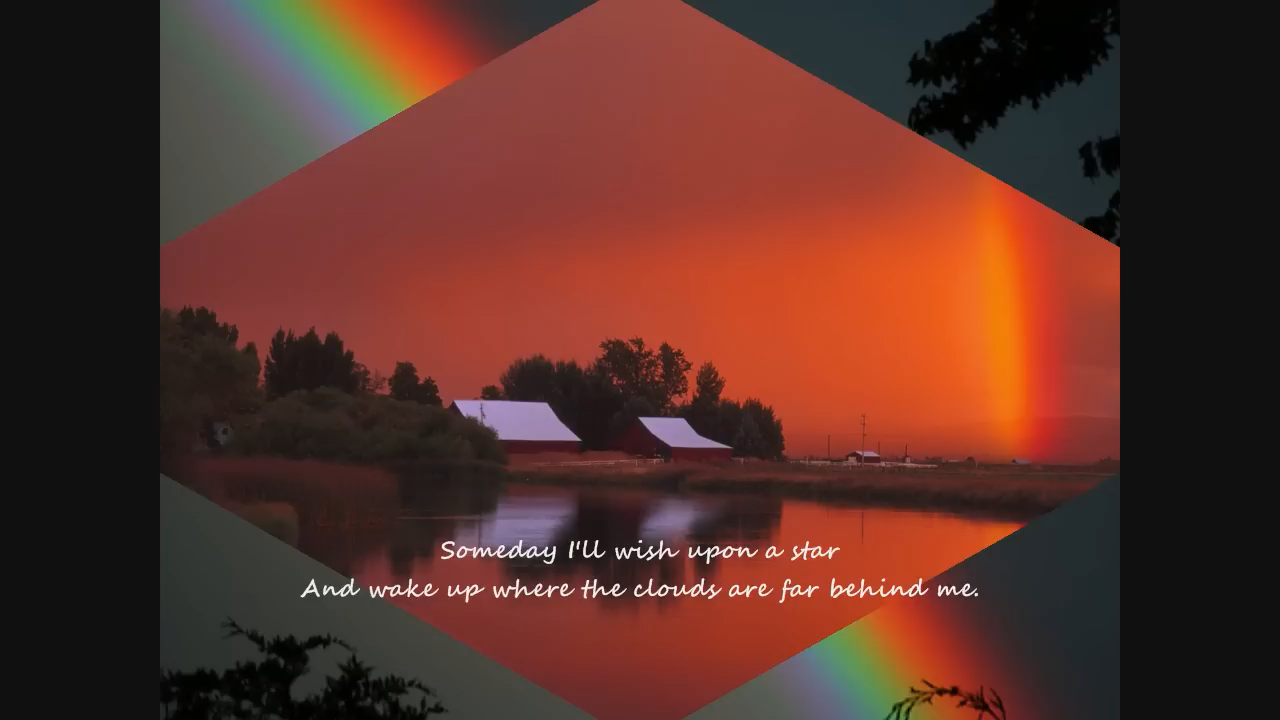 Someday I'll wish upon a star
And wake up where the clouds are far behind me.